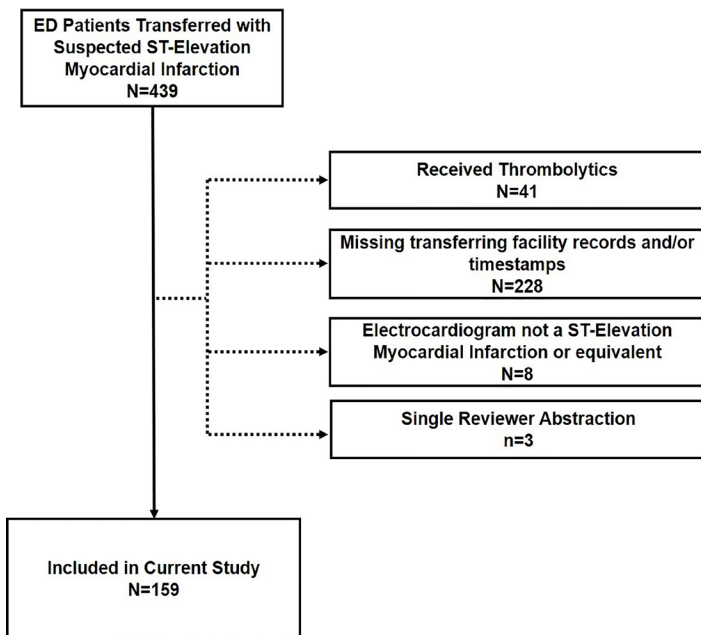 ED Patients Transferred with
Suspected ST-Elevation
Myocardial Infarction
N=439
Received Thrombolytics
N=41
Missing transferring facility records and/or
timestamps
N=228
Electrocardiogram not a ST-Elevation
Myocardial Infarction or equivalent
N=8
Single Reviewer Abstraction
n=3
Included in Current Study
N=159